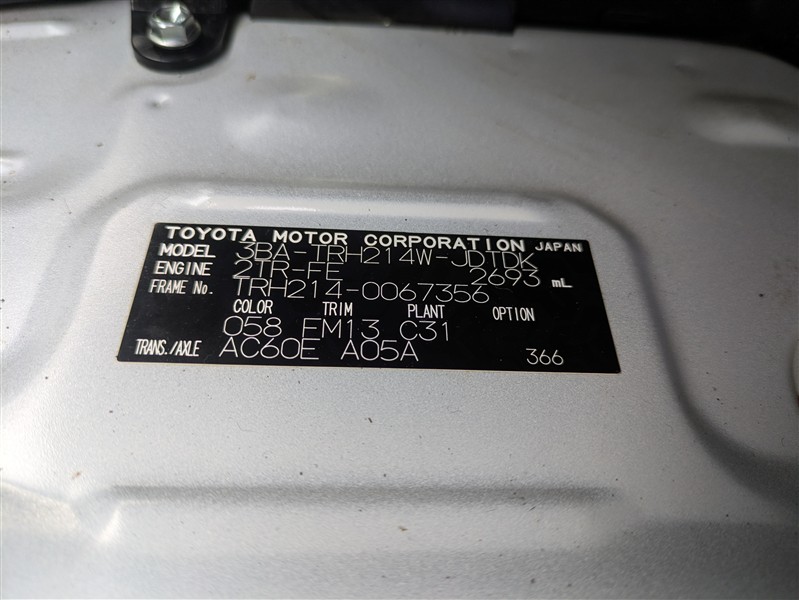 TOYOTA MOTOR CORPORATION JAPAN
MODEL 3BA-TRH214W-JDTDK
ENGINE 2TR-FE 2693 mL
FRAME No. TRH214-0067356
COLOR TRIM PLANT OPTION
058 FM13 C31
TRANS./AXLE AC60E A05A 366